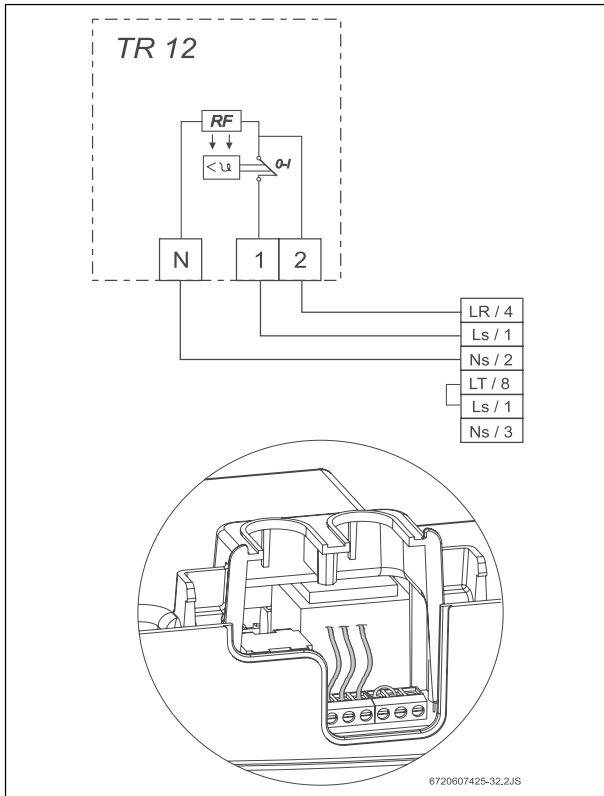 TR 12
RF
<ϑ
0-I
N
1
2
LR / 4
Ls / 1
Ns / 2
LT / 8
Ls / 1
Ns / 3
6720607425-32.2JS